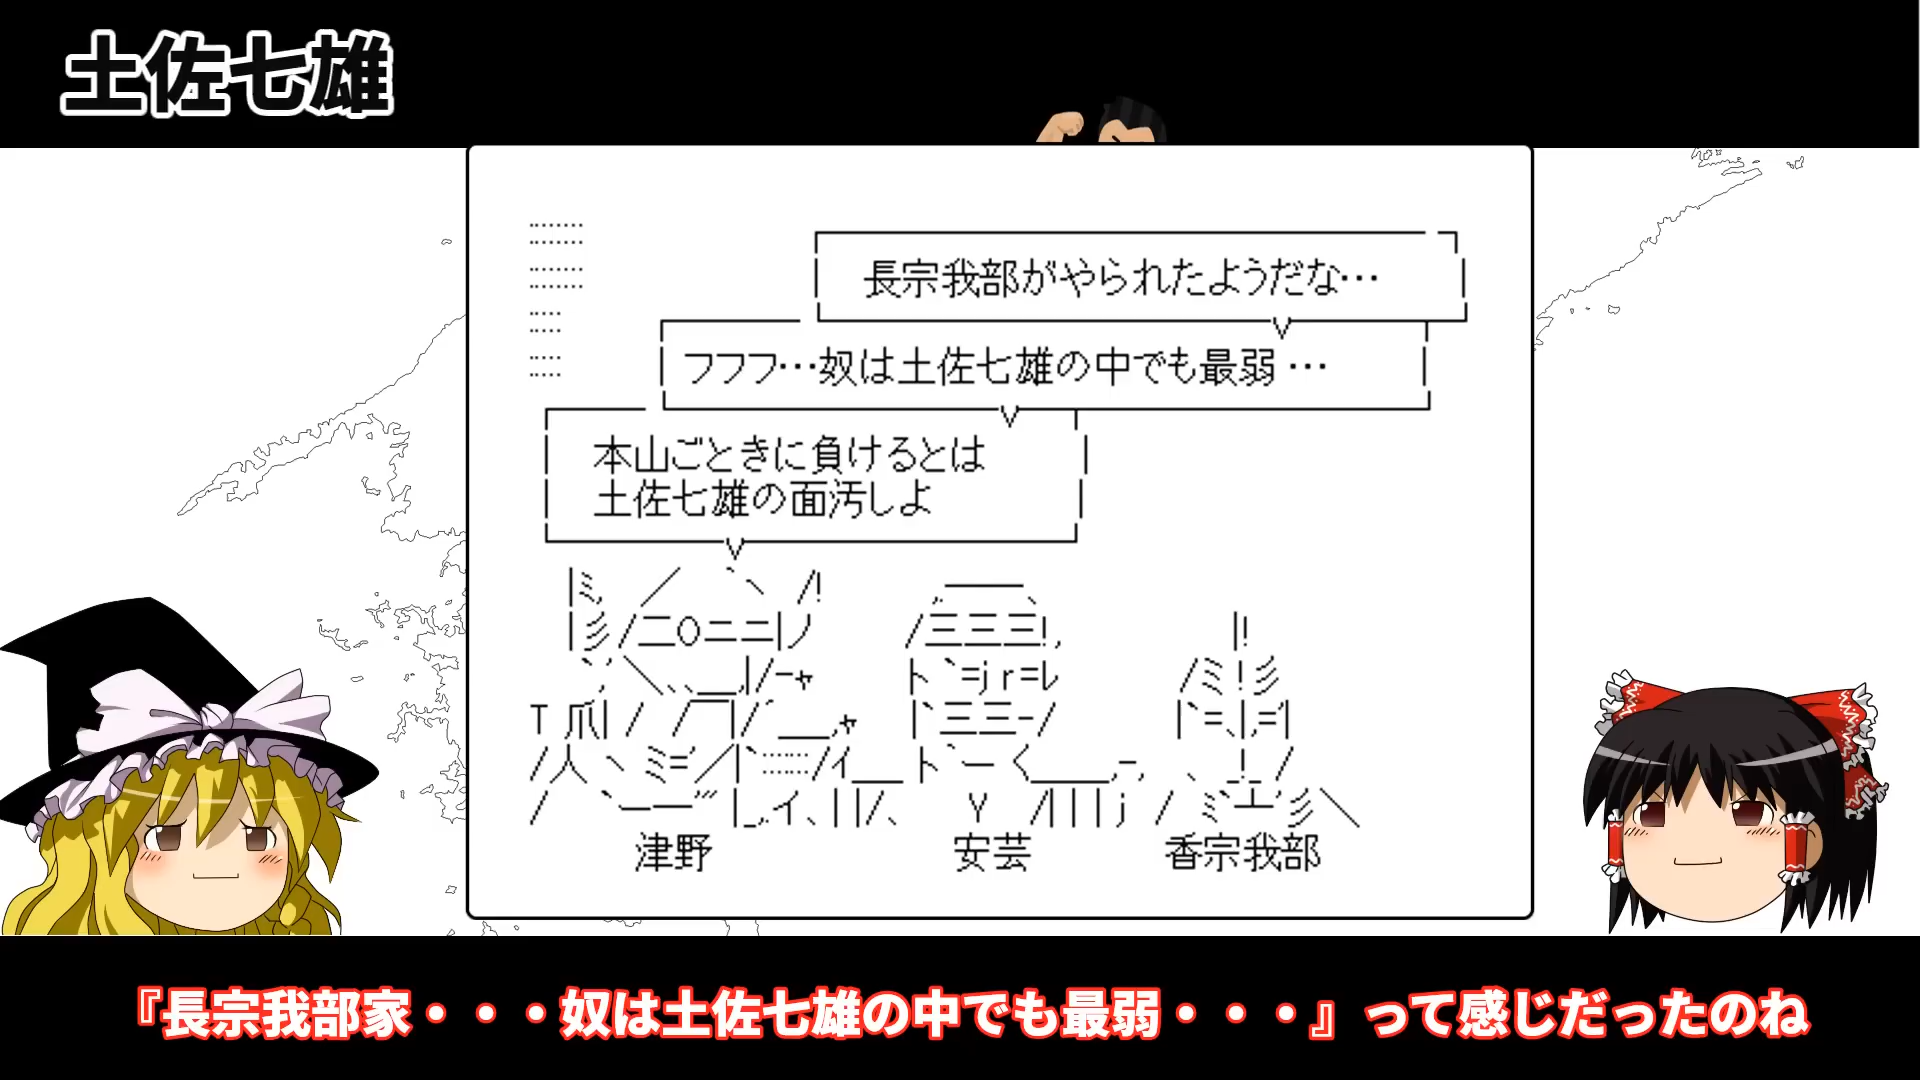 土佐七雄
長宗我部がやられたようだな…
フフフ…奴は土佐七雄の中でも最弱…
本山ごときに負けるとは
土佐七雄の面汚しよ
津野 安芸 香宗我部
『長宗我部家・・・奴は土佐七雄の中でも最弱・・・』って感じだったのね